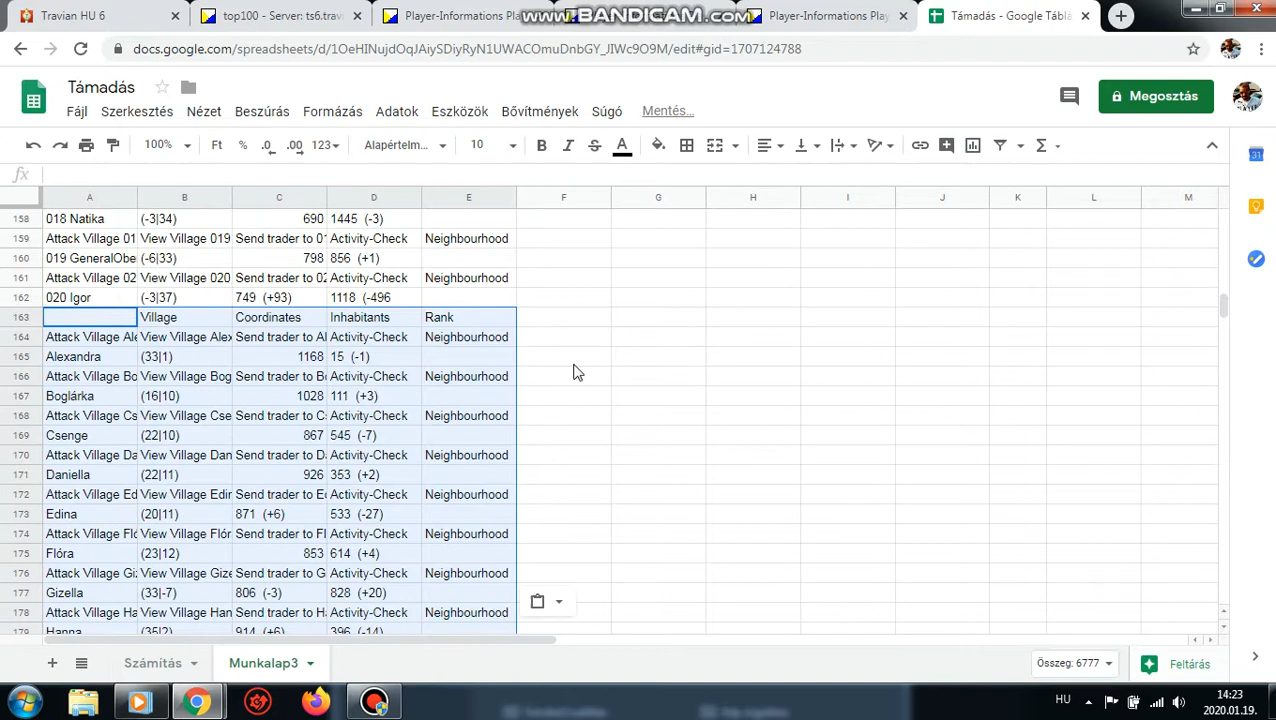 Travian HU 6
top100 - Server: ts6.trav
Player-Informations Pl
www.BANDICAM.com
Player-Informations Play
Támadás - Google Tábl
docs.google.com/spreadsheets/d/1OeHINujdOqJAiySDiyRyN1UWACOmuDnbGY_JIWc9O9M/edit#gid=1707124788
Támadás
Fájl Szerkesztés Nézet Beszúrás Formázás Adatok Eszközök Bővítmények Súgó Mentés...
Megosztás
100% Ft % .0 .00 123 Alapértelm... 10 B I S A
fx
A B C D E F G H I J K L M
158 018 Natika (-3|34) 690 1445 (-3)
159 Attack Village 01 View Village 019 Send trader to 01 Activity-Check Neighbourhood
160 019 GeneralObe (-6|33) 798 856 (+1)
161 Attack Village 02 View Village 020 Send trader to 02 Activity-Check Neighbourhood
162 020 Igor (-3|37) 749 (+93) 1118 (-496
163 Village Coordinates Inhabitants Rank
164 Attack Village Ale View Village Alex Send trader to Al Activity-Check Neighbourhood
165 Alexandra (33|1) 1168 15 (-1)
166 Attack Village Bo View Village Bog Send trader to Bo Activity-Check Neighbourhood
167 Boglárka (16|10) 1028 111 (+3)
168 Attack Village Cs View Village Cse Send trader to Cs Activity-Check Neighbourhood
169 Csenge (22|10) 867 545 (-7)
170 Attack Village Da View Village Dan Send trader to Da Activity-Check Neighbourhood
171 Daniella (22|11) 926 353 (+2)
172 Attack Village Ed View Village Edin Send trader to Ed Activity-Check Neighbourhood
173 Edina (20|11) 871 (+6) 533 (-27)
174 Attack Village Fló View Village Flór Send trader to Fl Activity-Check Neighbourhood
175 Flóra (23|12) 853 614 (+4)
176 Attack Village Gi View Village Gize Send trader to G Activity-Check Neighbourhood
177 Gizella (33|-7) 806 (-3) 828 (+20)
178 Attack Village Ha View Village Han Send trader to Ha Activity-Check Neighbourhood
179 Hanna (35|2) 914 (+6) 396 (-14)
Számítás Munkalap3 Összeg: 6777 Feltárás
HU 14:23
2020.01.19.